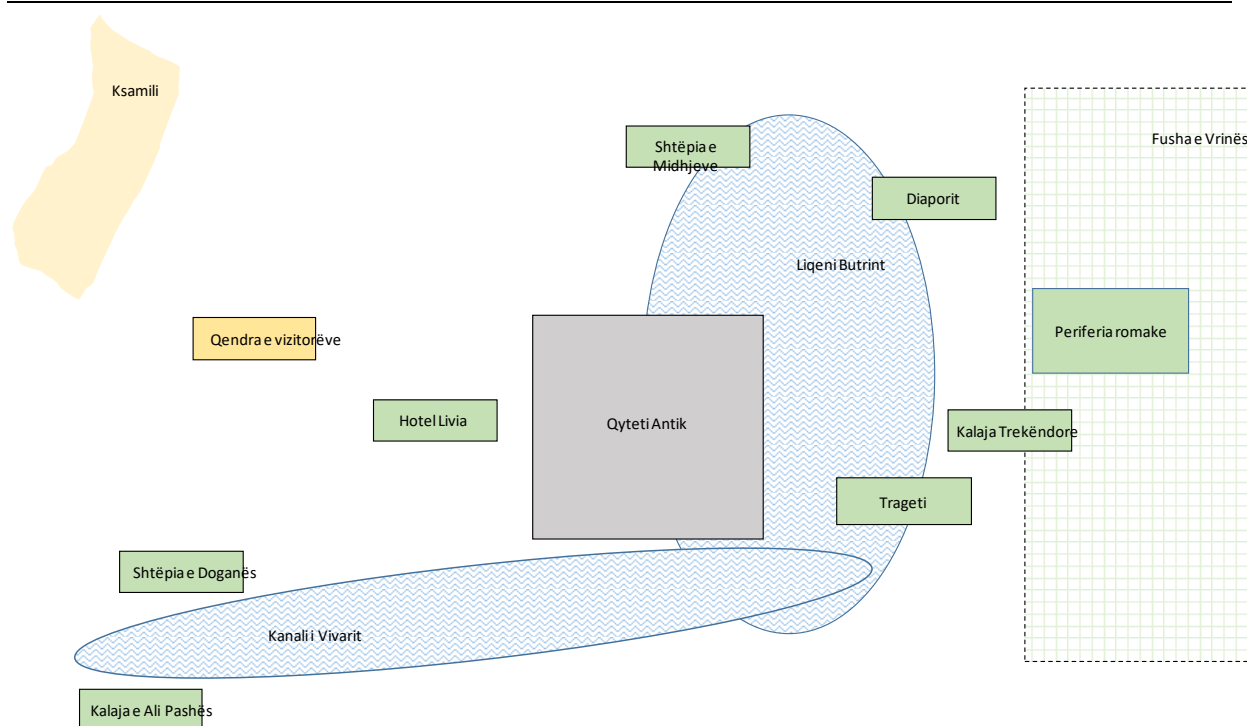 Ksamili
Fusha e Vrinës
Shtëpia e
Midhjeve
Diaporit
Liqeni Butrint
Periferia romake
Qendra e vizitorëve
Hotel Livia
Qyteti Antik
Kalaja Trekëndore
Trageti
Shtëpia e Doganës
Kanali i Vivarit
Kalaja e Ali Pashës